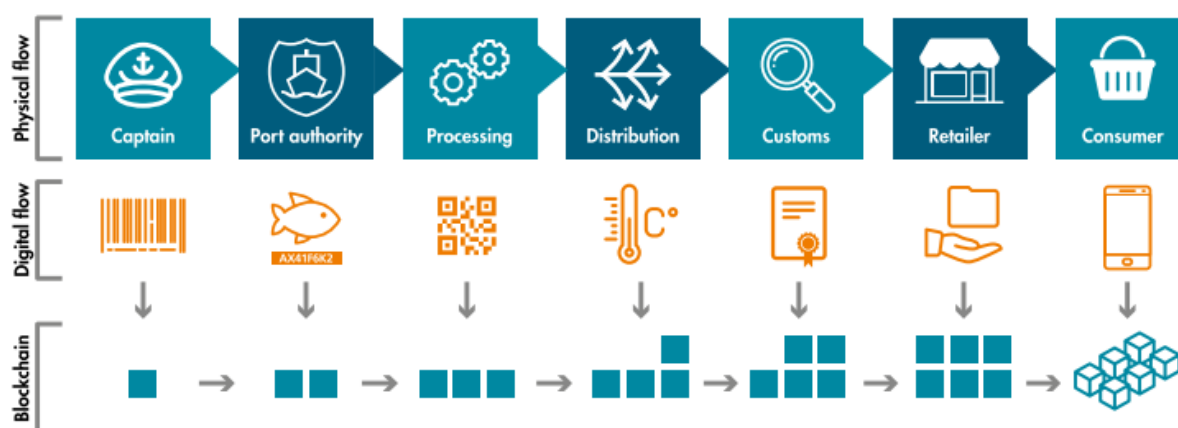 Physical flow
Captain
Port authority
Processing
Distribution
Customs
Retailer
Consumer
Digital flow
AX41F6K2
C°
Blockchain